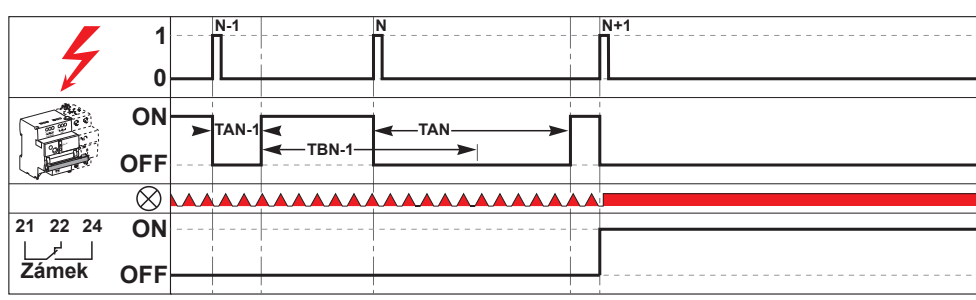 N-1 N N+1
1
0
ON
TAN-1 TAN
TBN-1
OFF
21 22 24 ON
Zámek OFF